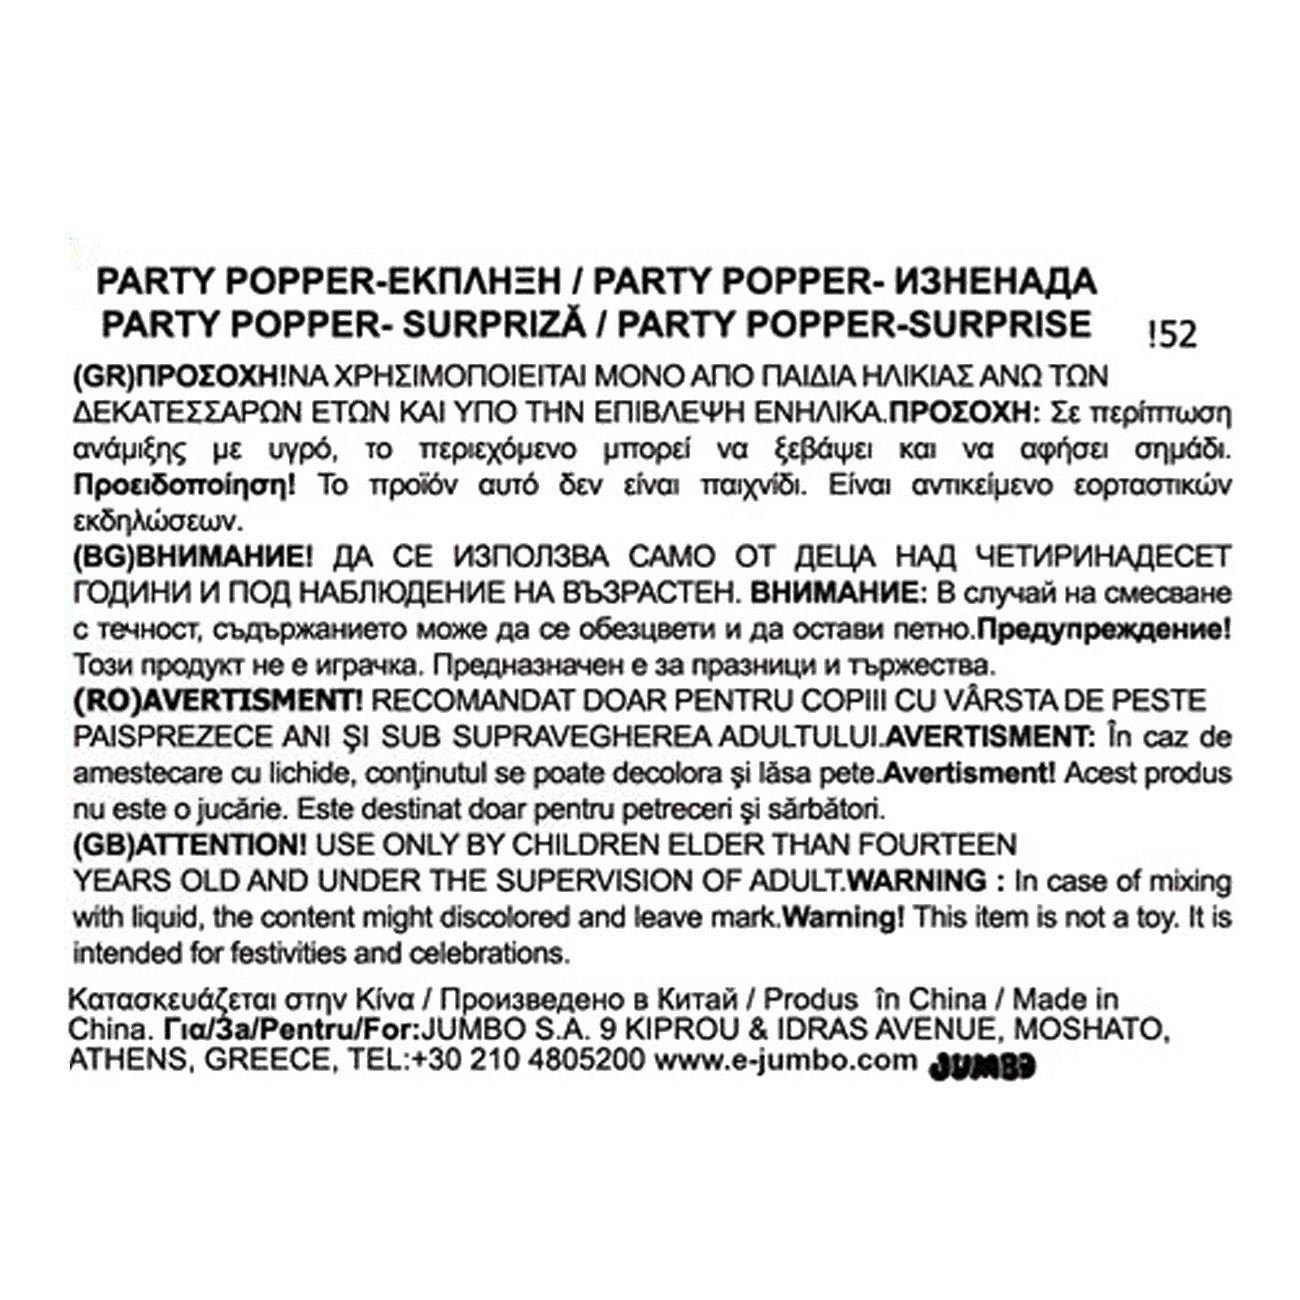 PARTY POPPER-ΕΚΠΛΗΞΗ / PARTY POPPER- ИЗНЕНАДА
PARTY POPPER- SURPRIZĂ / PARTY POPPER-SURPRISE
!52
(GR)ΠΡΟΣΟΧΗ!ΝΑ ΧΡΗΣΙΜΟΠΟΙΕΙΤΑΙ ΜΟΝΟ ΑΠΟ ΠΑΙΔΙΑ ΗΛΙΚΙΑΣ ΑΝΩ ΤΩΝ
ΔΕΚΑΤΕΣΣΑΡΩΝ ΕΤΩΝ ΚΑΙ ΥΠΟ ΤΗΝ ΕΠΙΒΛΕΨΗ ΕΝΗΛΙΚΑ.ΠΡΟΣΟΧΗ: Σε περίπτωση
ανάμιξης με υγρό, το περιεχόμενο μπορεί να ξεβάψει και να αφήσει σημάδι.
Προειδοποίηση! Το προϊόν αυτό δεν είναι παιχνίδι. Είναι αντικείμενο εορταστικών
εκδηλώσεων.
(BG)ВНИМАНИЕ! ДА СЕ ИЗПОЛЗВА САМО ОТ ДЕЦА НАД ЧЕТИРИНАДЕСЕТ
ГОДИНИ И ПОД НАБЛЮДЕНИЕ НА ВЪЗРАСТЕН. ВНИМАНИЕ: В случай на смесване
с течност, съдържанието може да се обезцвети и да остави петно.Предупреждение!
Този продукт не е играчка. Предназначен е за празници и тържества.
(RO)AVERTISMENT! RECOMANDAT DOAR PENTRU COPIII CU VÂRSTA DE PESTE
PAISPREZECE ANI ŞI SUB SUPRAVEGHEREA ADULTULUI.AVERTISMENT: În caz de
amestecare cu lichide, conţinutul se poate decolora şi lăsa pete.Avertisment! Acest produs
nu este o jucărie. Este destinat doar pentru petreceri şi sărbători.
(GB)ATTENTION! USE ONLY BY CHILDREN ELDER THAN FOURTEEN
YEARS OLD AND UNDER THE SUPERVISION OF ADULT.WARNING : In case of mixing
with liquid, the content might discolored and leave mark.Warning! This item is not a toy. It is
intended for festivities and celebrations.
Κατασκευάζεται στην Κίνα / Произведено в Китай / Produs în China / Made in
China. Για/За/Pentru/For:JUMBO S.A. 9 KIPROU & IDRAS AVENUE, MOSHATO,
ATHENS, GREECE, TEL:+30 210 4805200 www.e-jumbo.com JUMBO